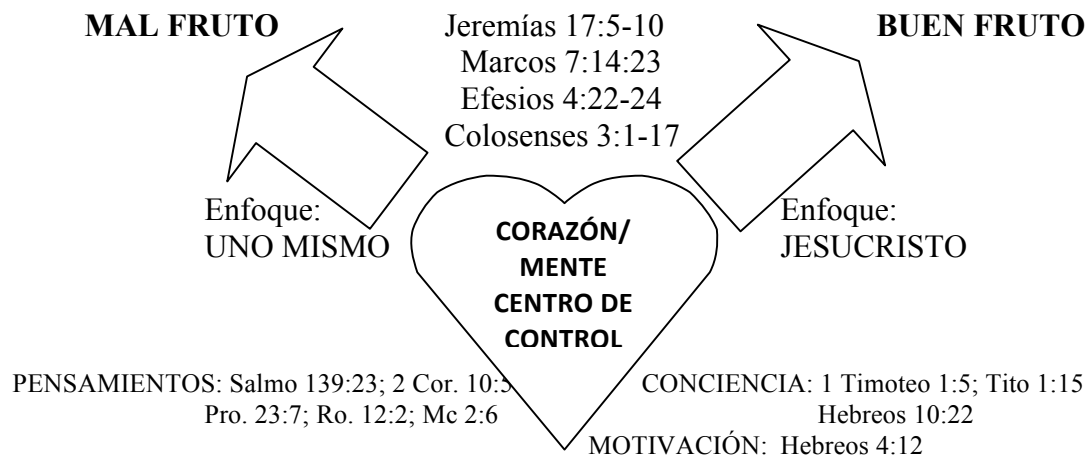 MAL FRUTO
Jeremías 17:5-10
Marcos 7:14:23
Efesios 4:22-24
Colosenses 3:1-17
BUEN FRUTO
Enfoque:
UNO MISMO
Enfoque:
JESUCRISTO
CORAZÓN/
MENTE
CENTRO DE
CONTROL
PENSAMIENTOS: Salmo 139:23; 2 Cor. 10:5
Pro. 23:7; Ro. 12:2; Mc 2:6
CONCIENCIA: 1 Timoteo 1:5; Tito 1:15
Hebreos 10:22
MOTIVACIÓN: Hebreos 4:12